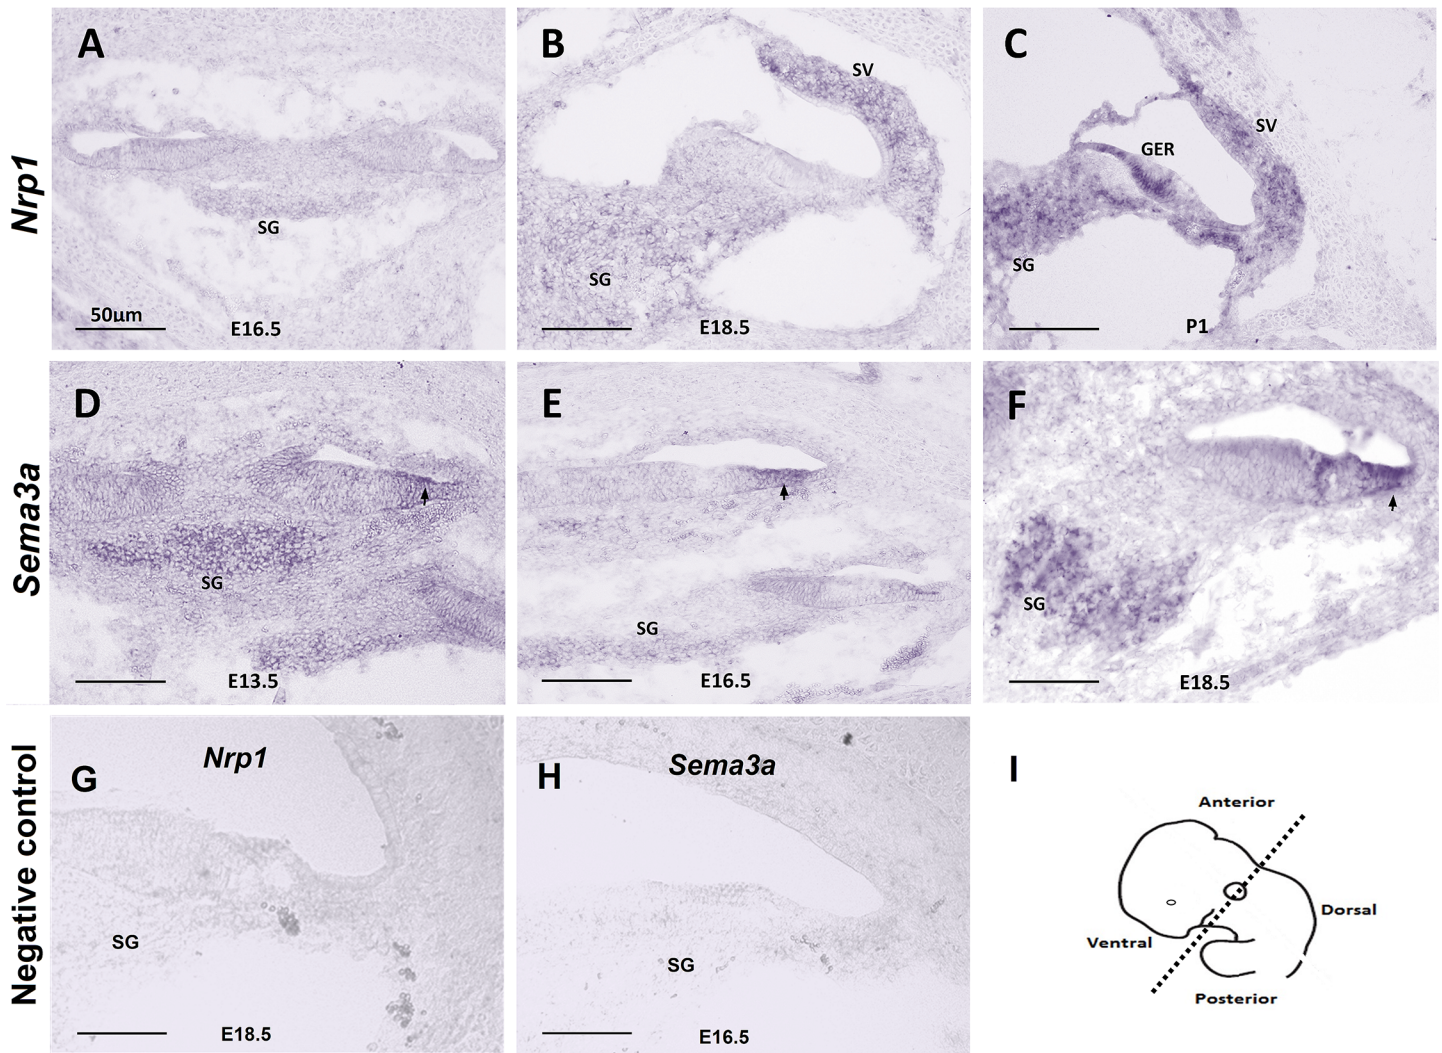 Nrp1
A
SG
50µm
E16.5
B
SV
SG
E18.5
C
SV
GER
SG
P1
Sema3a
D
SG
E13.5
E
SG
E16.5
F
SG
E18.5
Negative control
G
Nrp1
SG
E18.5
H
Sema3a
SG
E16.5
I
Anterior
Dorsal
Ventral
Posterior